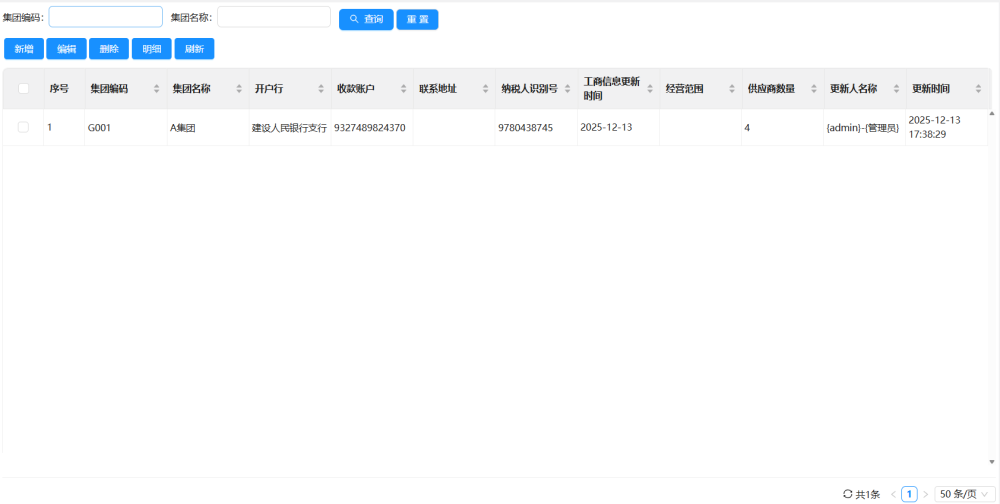 集团编码: 集团名称: 查询 重 置
新增 编辑 删除 明细 刷新
序号 集团编码 集团名称 开户行 收款账户 联系地址 纳税人识别号 工商信息更新时间 经营范围 供应商数量 更新人名称 更新时间
1 G001 A集团 建设人民银行支行 9327489824370 9780438745 2025-12-13 4 {admin}-{管理员} 2025-12-13 17:38:29
共1条 1 50 条/页